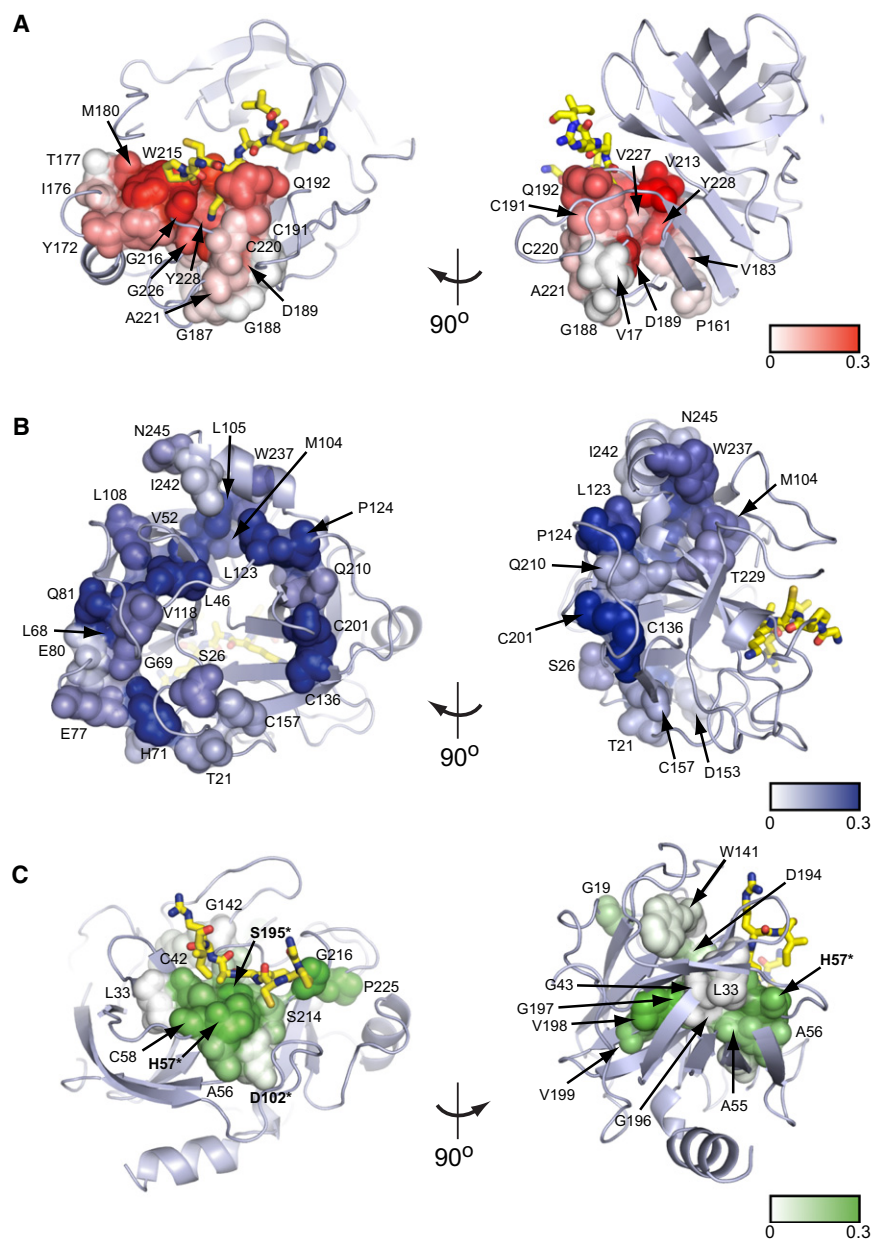 A
M180
T177
W215
I176
Q192
Y172
C191
G216
C220
Y228
G226
D189
A221
G187
G188
90o
V227
V213
Q192
Y228
C191
C220
V183
A221
D189
G188
V17
P161
0
0.3
B
L105
N245
M104
W237
I242
L108
P124
V52
L123
Q210
Q81
L46
V118
C201
L68
E80
S26
G69
C136
E77
C157
H71
T21
90o
N245
I242
W237
L123
M104
P124
Q210
T229
C201
C136
S26
T21
C157
D153
0
0.3
C
G142
S195*
C42
G216
L33
P225
S214
C58
H57*
A56
D102*
90o
W141
D194
G19
H57*
G43
L33
G197
V198
A56
V199
A55
G196
0
0.3